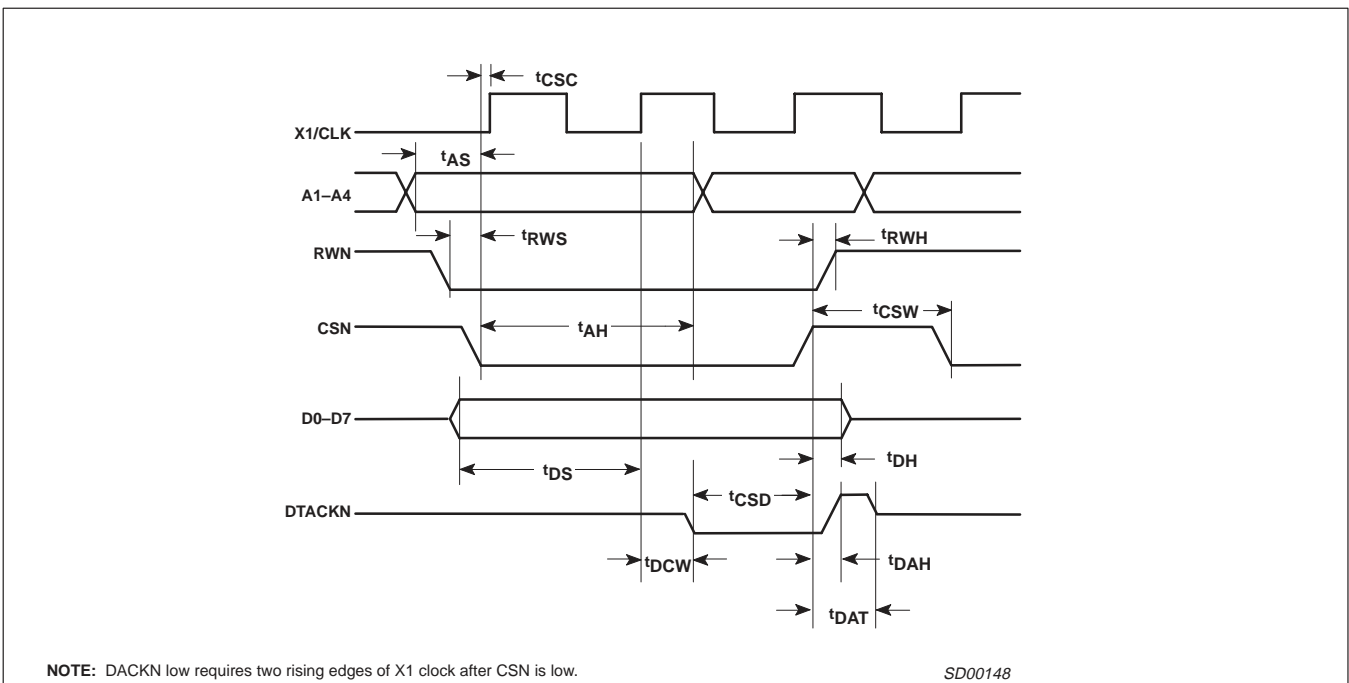 tCSC
X1/CLK
tAS
A1–A4
tRWS
tRWH
RWN
tCSW
CSN
tAH
D0–D7
tDS
tDH
tCSD
DTACKN
tDCW
tDAH
tDAT
NOTE: DACKN low requires two rising edges of X1 clock after CSN is low.
SD00148